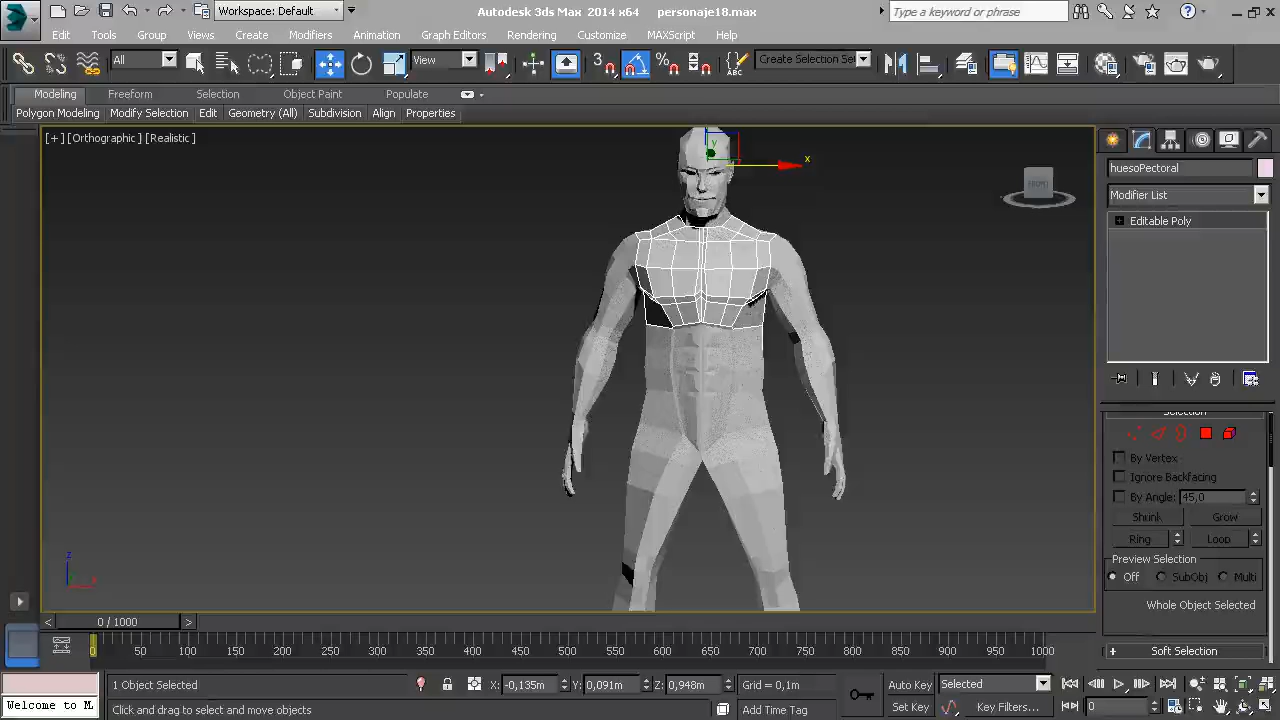 Workspace: Default
Autodesk 3ds Max 2014 x64 personaje18.max
Type a keyword or phrase
Edit Tools Group Views Create Modifiers Animation Graph Editors Rendering Customize MAXScript Help
All View 3 Create Selection Se
Modeling Freeform Selection Object Paint Populate
Polygon Modeling Modify Selection Edit Geometry (All) Subdivision Align Properties
[+] [Orthographic] [Realistic]
y
x
z
x
huesoPectoral
Modifier List
Editable Poly
Selection
By Vertex
Ignore Backfacing
By Angle: 45,0
Shrink Grow
Ring Loop
Preview Selection
Off SubObj Multi
Whole Object Selected
+ Soft Selection
< 0 / 1000 >
0 50 100 150 200 250 300 350 400 450 500 550 600 650 700 750 800 850 900 950 1000
1 Object Selected X: -0,135m Y: 0,091m Z: 0,948m Grid = 0,1m Auto Key Selected
Welcome to M. Click and drag to select and move objects Add Time Tag Set Key Key Filters... 0